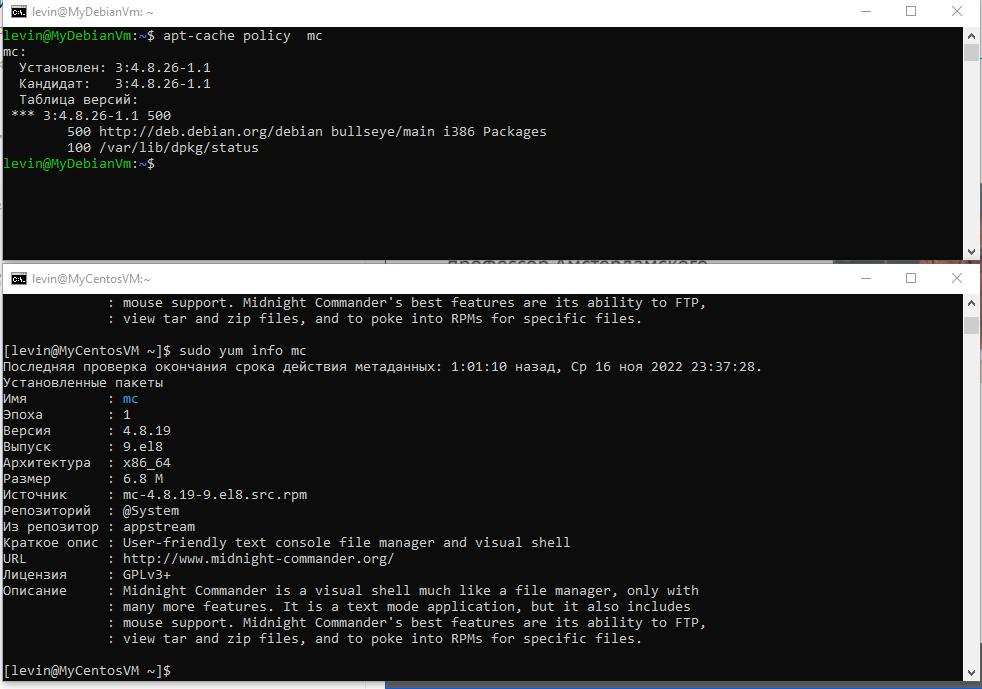 levin@MyDebianVm: ~
levin@MyDebianVm:~$ apt-cache policy  mc
mc:
  Установлен: 3:4.8.26-1.1
  Кандидат:   3:4.8.26-1.1
  Таблица версий:
 *** 3:4.8.26-1.1 500
        500 http://deb.debian.org/debian bullseye/main i386 Packages
        100 /var/lib/dpkg/status
levin@MyDebianVm:~$
профессор Амстердамского
levin@MyCentosVM:~
             : mouse support. Midnight Commander's best features are its ability to FTP,
             : view tar and zip files, and to poke into RPMs for specific files.
[levin@MyCentosVM ~]$ sudo yum info mc
Последняя проверка окончания срока действия метаданных: 1:01:10 назад, Ср 16 ноя 2022 23:37:28.
Установленные пакеты
Имя          : mc
Эпоха        : 1
Версия       : 4.8.19
Выпуск       : 9.el8
Архитектура  : x86_64
Размер       : 6.8 M
Источник     : mc-4.8.19-9.el8.src.rpm
Репозиторий  : @System
Из репозитор : appstream
Краткое опис : User-friendly text console file manager and visual shell
URL          : http://www.midnight-commander.org/
Лицензия     : GPLv3+
Описание     : Midnight Commander is a visual shell much like a file manager, only with
             : many more features. It is a text mode application, but it also includes
             : mouse support. Midnight Commander's best features are its ability to FTP,
             : view tar and zip files, and to poke into RPMs for specific files.
[levin@MyCentosVM ~]$